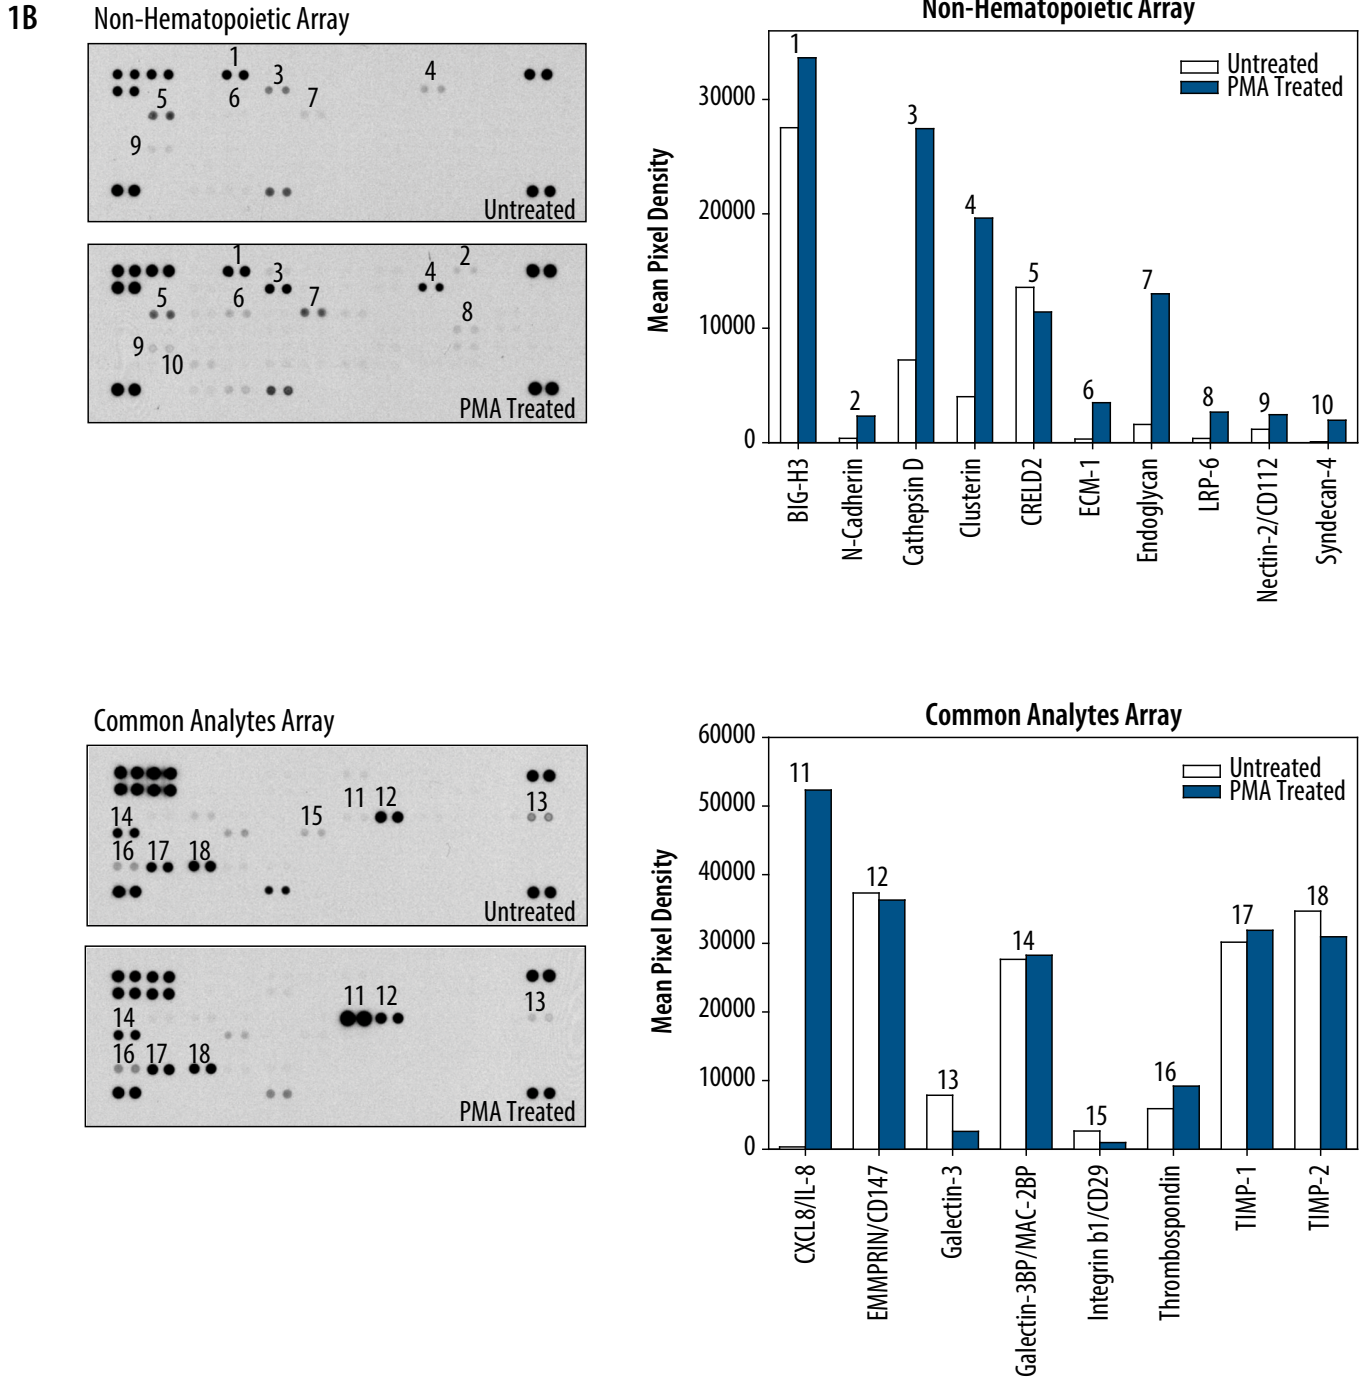 1B
Non-Hematopoietic Array
1
3
4
5
6
7
9
Untreated
1
2
3
4
5
6
7
8
9
10
PMA Treated
Non-Hematopoietic Array
Untreated
PMA Treated
Mean Pixel Density
30000
20000
10000
0
1
2
3
4
5
6
7
8
9
10
BIG-H3
N-Cadherin
Cathepsin D
Clusterin
CRELD2
ECM-1
Endoglycan
LRP-6
Nectin-2/CD112
Syndecan-4
Common Analytes Array
11
12
13
14
15
16
17
18
Untreated
11
12
13
14
16
17
18
PMA Treated
Common Analytes Array
Untreated
PMA Treated
Mean Pixel Density
60000
50000
40000
30000
20000
10000
0
11
12
13
14
15
16
17
18
CXCL8/IL-8
EMMPRIN/CD147
Galectin-3
Galectin-3BP/MAC-2BP
Integrin b1/CD29
Thrombospondin
TIMP-1
TIMP-2